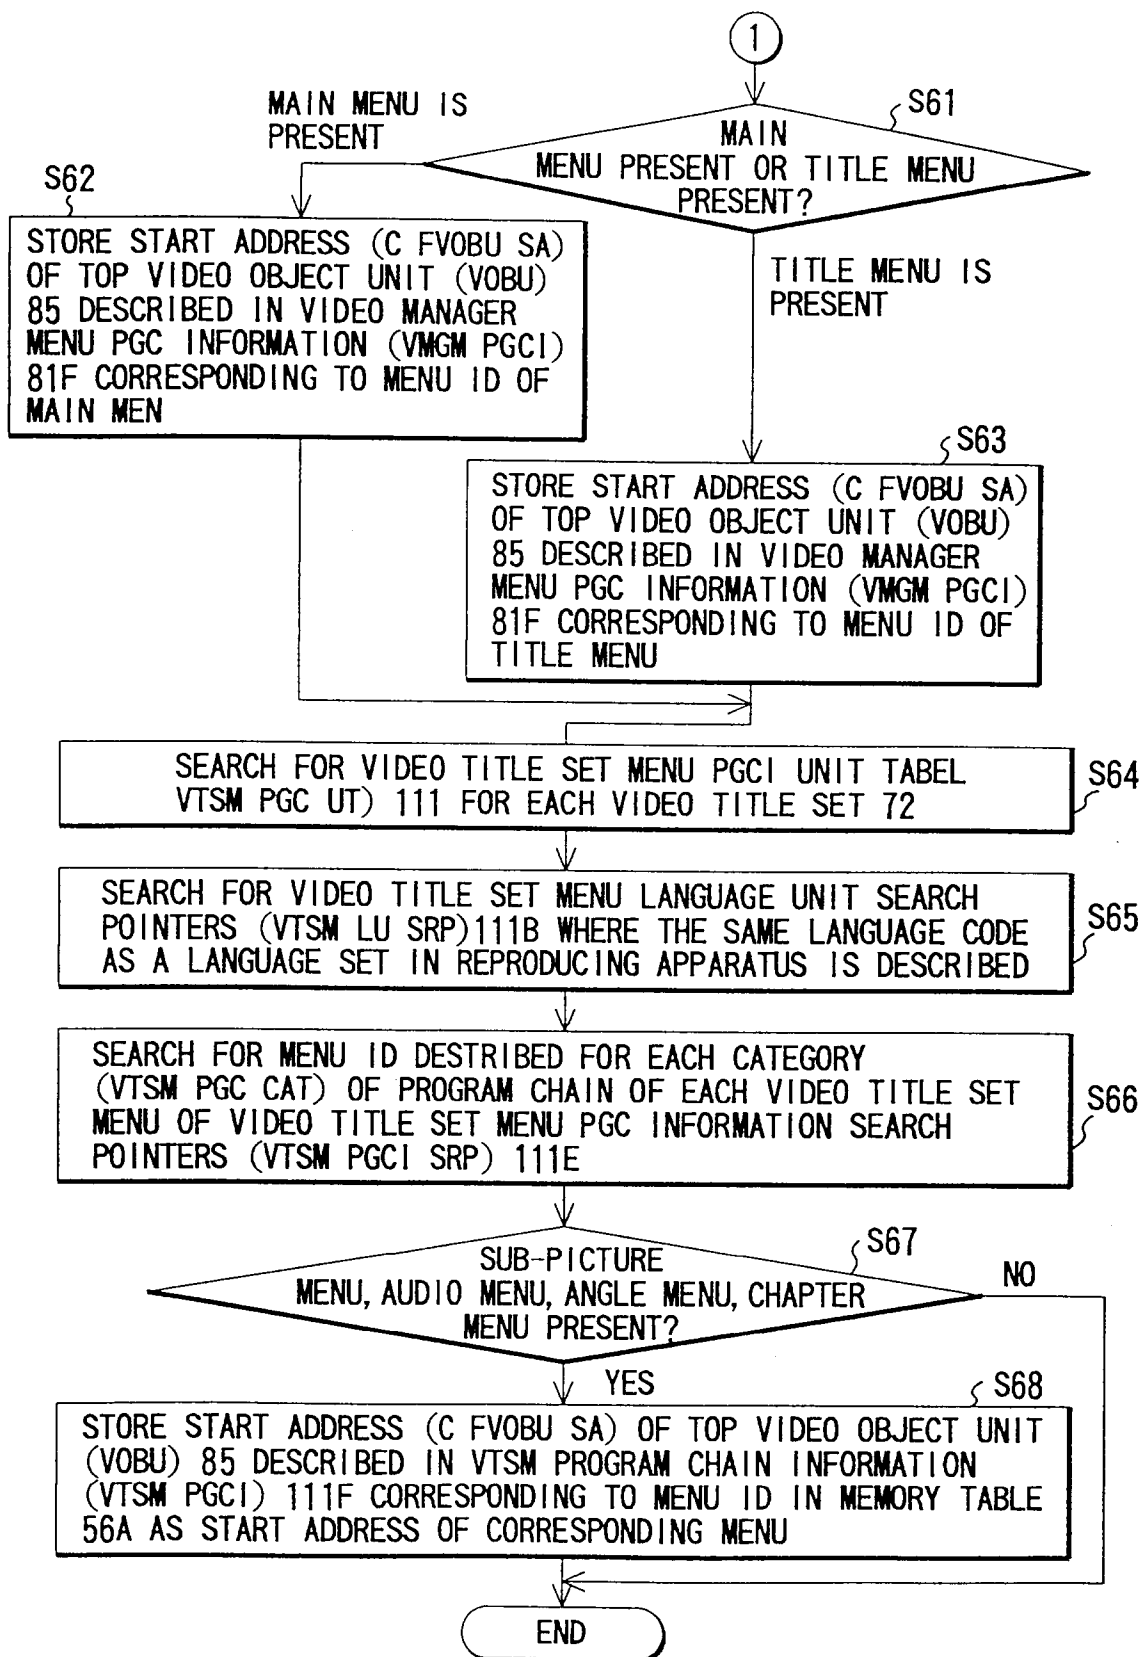 1
MAIN MENU IS
PRESENT
S61
MAIN
MENU PRESENT OR TITLE MENU
PRESENT?
S62
STORE START ADDRESS (C FVOBU SA)
OF TOP VIDEO OBJECT UNIT (VOBU)
85 DESCRIBED IN VIDEO MANAGER
MENU PGC INFORMATION (VMGM PGCI)
81F CORRESPONDING TO MENU ID OF
MAIN MEN
TITLE MENU IS
PRESENT
S63
STORE START ADDRESS (C FVOBU SA)
OF TOP VIDEO OBJECT UNIT (VOBU)
85 DESCRIBED IN VIDEO MANAGER
MENU PGC INFORMATION (VMGM PGCI)
81F CORRESPONDING TO MENU ID OF
TITLE MENU
SEARCH FOR VIDEO TITLE SET MENU PGCI UNIT TABEL
VTSM PGC UT) 111 FOR EACH VIDEO TITLE SET 72
S64
SEARCH FOR VIDEO TITLE SET MENU LANGUAGE UNIT SEARCH
POINTERS (VTSM LU SRP)111B WHERE THE SAME LANGUAGE CODE
AS A LANGUAGE SET IN REPRODUCING APPARATUS IS DESCRIBED
S65
SEARCH FOR MENU ID DESTRIBED FOR EACH CATEGORY
(VTSM PGC CAT) OF PROGRAM CHAIN OF EACH VIDEO TITLE SET
MENU OF VIDEO TITLE SET MENU PGC INFORMATION SEARCH
POINTERS (VTSM PGCI SRP) 111E
S66
S67
SUB-PICTURE
MENU, AUDIO MENU, ANGLE MENU, CHAPTER
MENU PRESENT?
NO
YES
S68
STORE START ADDRESS (C FVOBU SA) OF TOP VIDEO OBJECT UNIT
(VOBU) 85 DESCRIBED IN VTSM PROGRAM CHAIN INFORMATION
(VTSM PGCI) 111F CORRESPONDING TO MENU ID IN MEMORY TABLE
56A AS START ADDRESS OF CORRESPONDING MENU
END